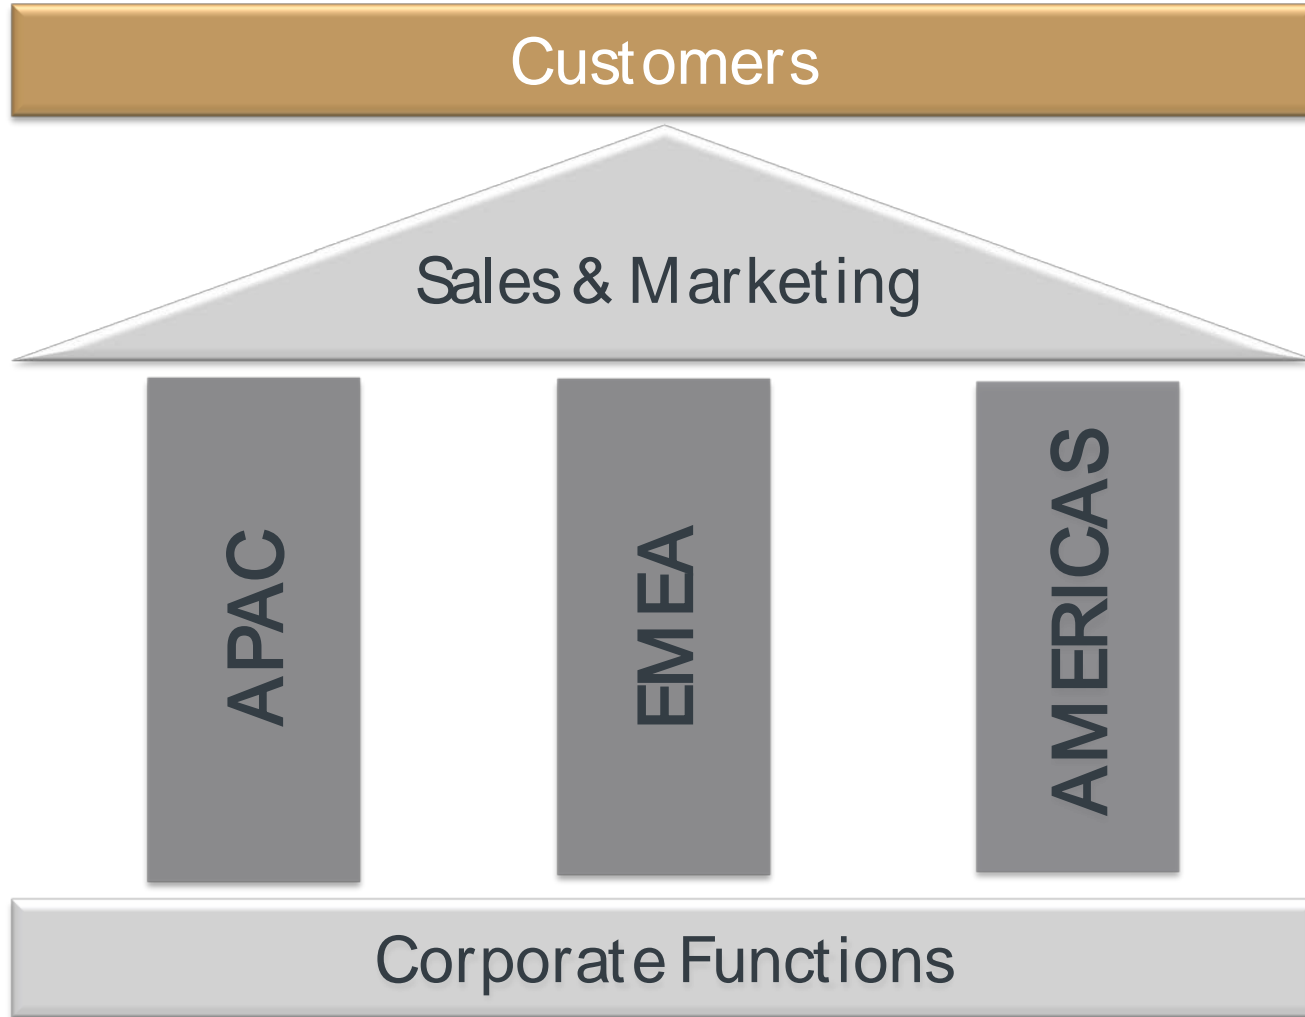 Customers
Sales & Marketing
APAC
EMEA
AMERICAS
Corporate Functions